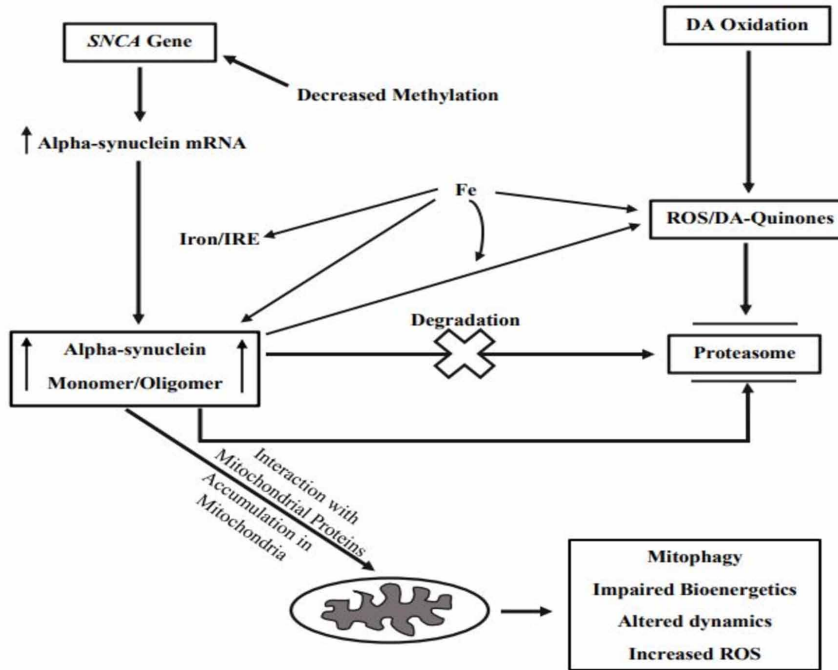 SNCA Gene
DA Oxidation
Decreased Methylation
Alpha-synuclein mRNA
Fe
Iron/IRE
ROS/DA-Quinones
Degradation
Alpha-synuclein
Monomer/Oligomer
Proteasome
Interaction with
Mitochondrial Proteins
Accumulation in
Mitochondria
Mitophagy
Impaired Bioenergetics
Altered dynamics
Increased ROS